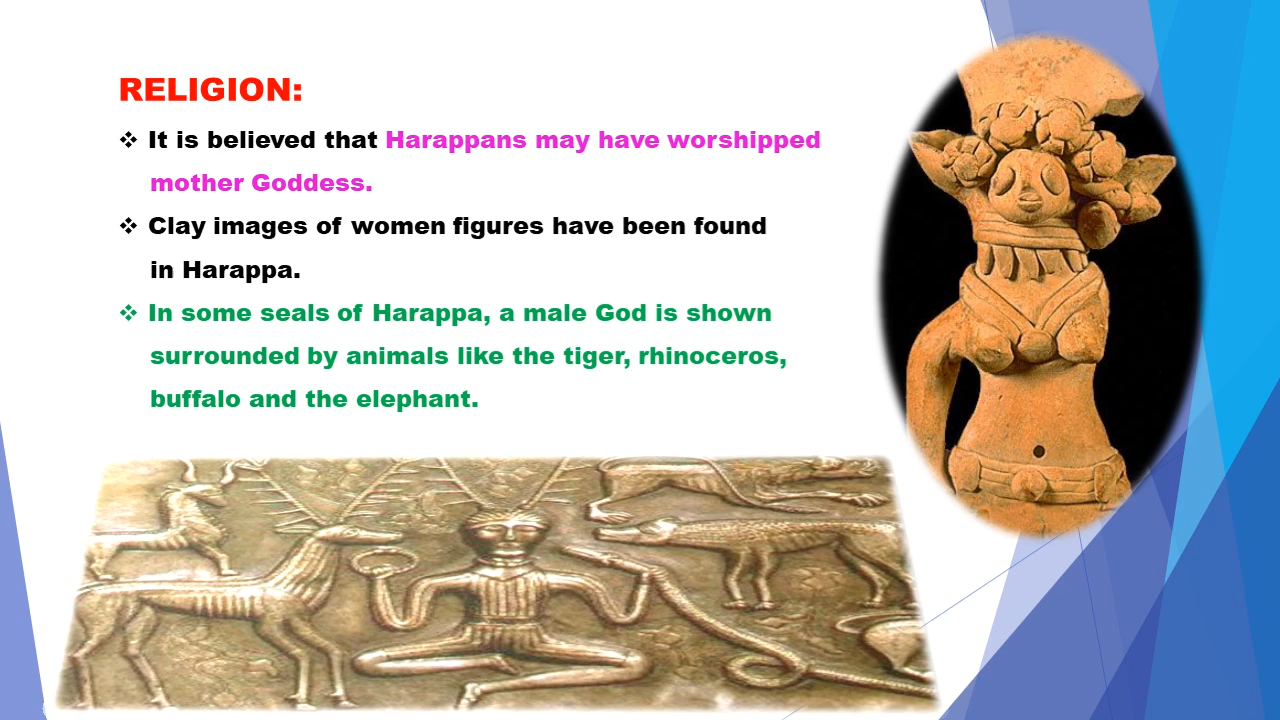 RELIGION:
❖ It is believed that Harappans may have worshipped
mother Goddess.
❖ Clay images of women figures have been found
in Harappa.
❖ In some seals of Harappa, a male God is shown
surrounded by animals like the tiger, rhinoceros,
buffalo and the elephant.